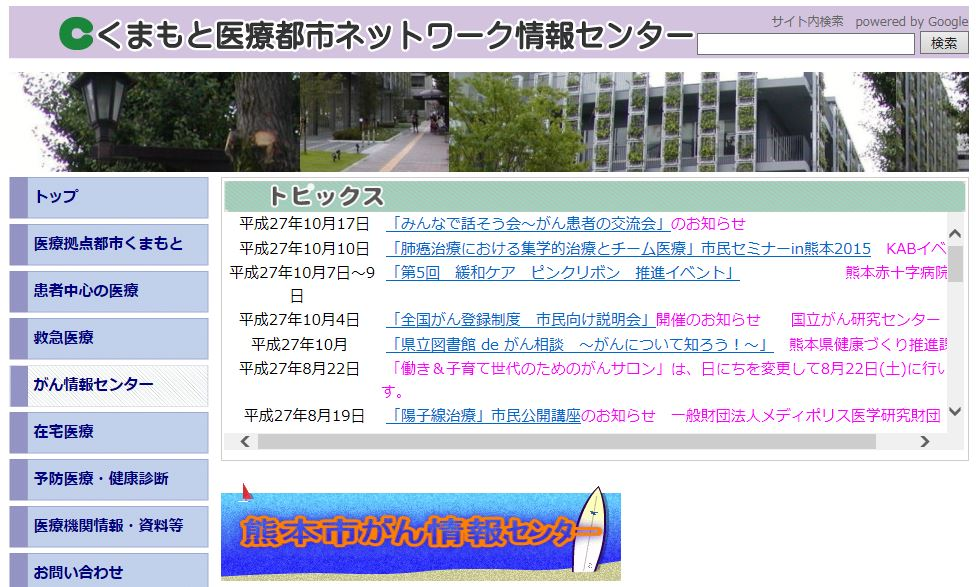 くまもと医療都市ネットワーク情報センター
サイト内検索 powered by Google
検索
トップ
医療拠点都市くまもと
患者中心の医療
救急医療
がん情報センター
在宅医療
予防医療・健康診断
医療機関情報・資料等
お問い合わせ
トピックス
平成27年10月17日 「みんなで話そう会～がん患者の交流会」のお知らせ
平成27年10月10日 「肺癌治療における集学的治療とチーム医療」市民セミナーin熊本2015 KABイベ
平成27年10月7日～9 「第5回 緩和ケア ピンクリボン 推進イベント」 熊本赤十字病院
日
平成27年10月4日 「全国がん登録制度 市民向け説明会」開催のお知らせ 国立がん研究センター
平成27年10月 「県立図書館 de がん相談 ～がんについて知ろう！～」 熊本県健康づくり推進課
平成27年8月22日 「働き＆子育て世代のためのがんサロン」は、日にちを変更して8月22日(土)に行い
す。
平成27年8月19日 「陽子線治療」市民公開講座のお知らせ 一般財団法人メディポリス医学研究財団
熊本市がん情報センター